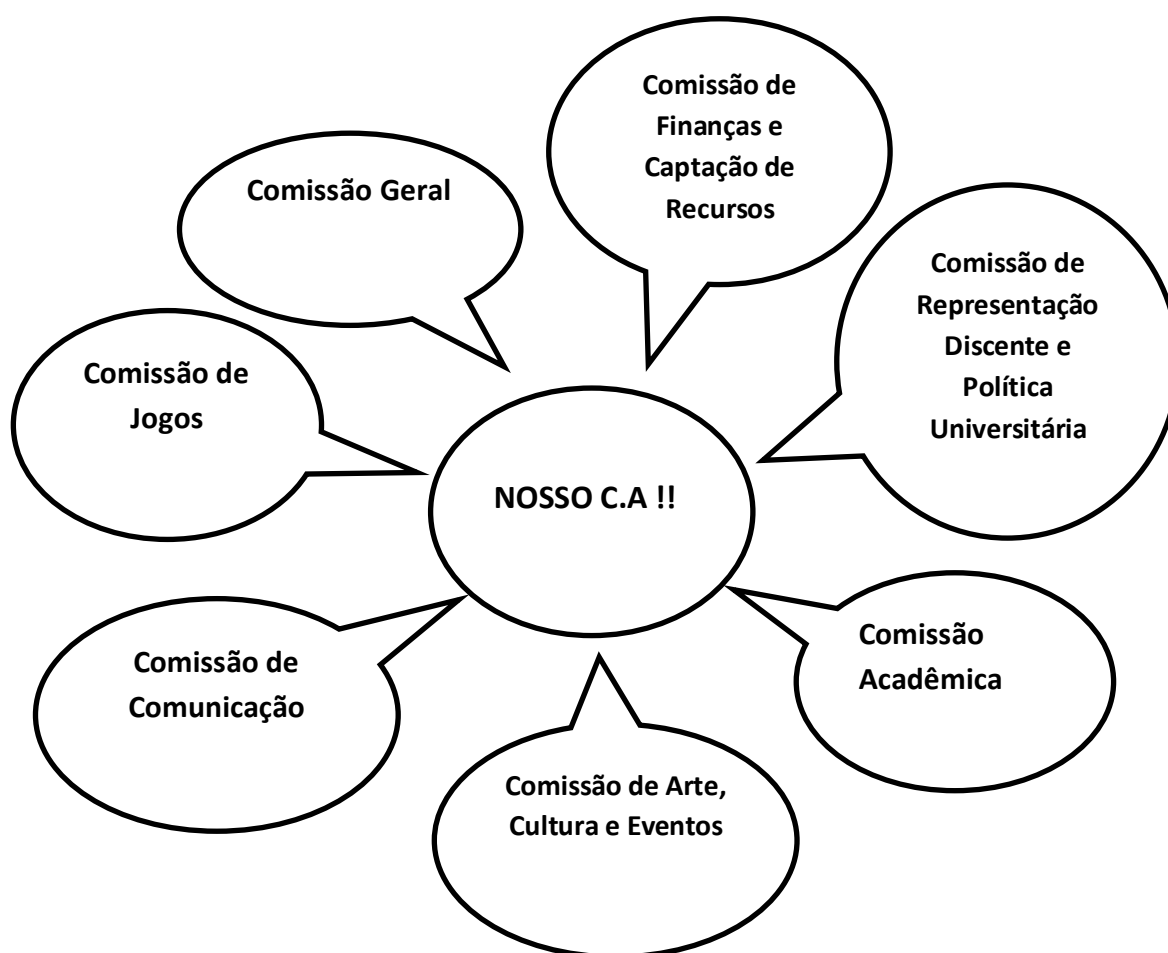 Comissão de
Finanças e
Captação de
Recursos
Comissão Geral
Comissão de
Representação
Discente e
Política
Universitária
Comissão de
Jogos
NOSSO C.A !!
Comissão
Acadêmica
Comissão de
Comunicação
Comissão de Arte,
Cultura e Eventos